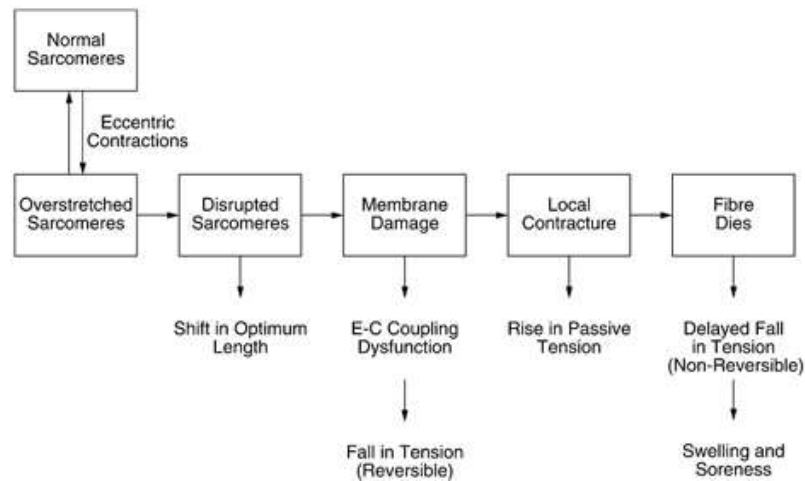 Normal
Sarcomeres
Eccentric
Contractions
Overstretched
Sarcomeres
Disrupted
Sarcomeres
Membrane
Damage
Local
Contracture
Fibre
Dies
Shift in Optimum
Length
E-C Coupling
Dysfunction
Rise in Passive
Tension
Delayed Fall
in Tension
(Non-Reversible)
Fall in Tension
(Reversible)
Swelling and
Soreness